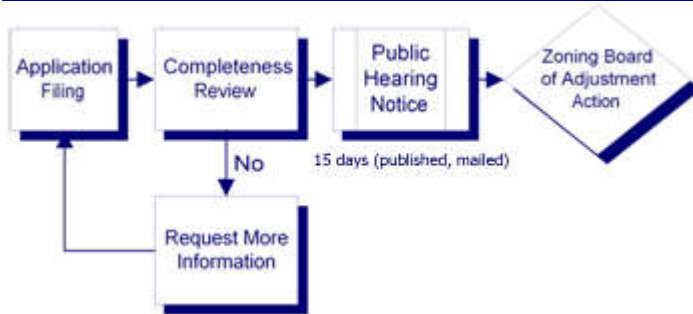 Application
Filing
Completeness
Review
Public
Hearing
Notice
Zoning Board
of Adjustment
Action
No
15 days (published, mailed)
Request More
Information